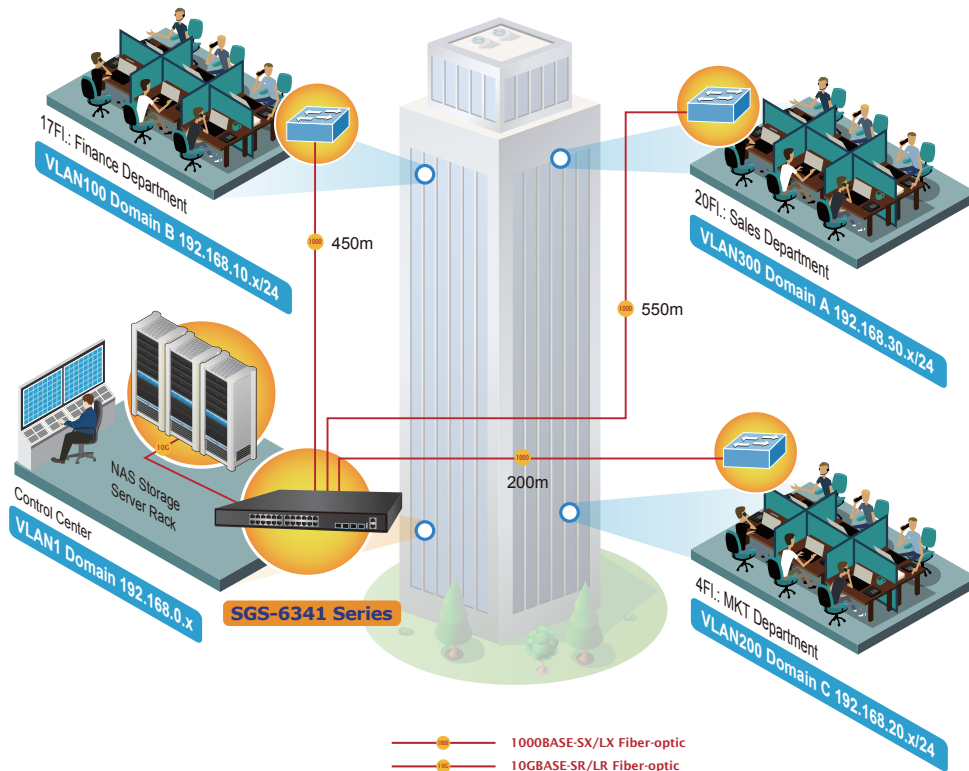 17Fl.: Finance Department
VLAN100 Domain B 192.168.10.x/24
1000
450m
20Fl.: Sales Department
VLAN300 Domain A 192.168.30.x/24
1000
550m
10G
NAS Storage
Server Rack
Control Center
VLAN1 Domain 192.168.0.x
SGS-6341 Series
1000
200m
4Fl.: MKT Department
VLAN200 Domain C 192.168.20.x/24
1000 1000BASE-SX/LX Fiber-optic
10G 10GBASE-SR/LR Fiber-optic